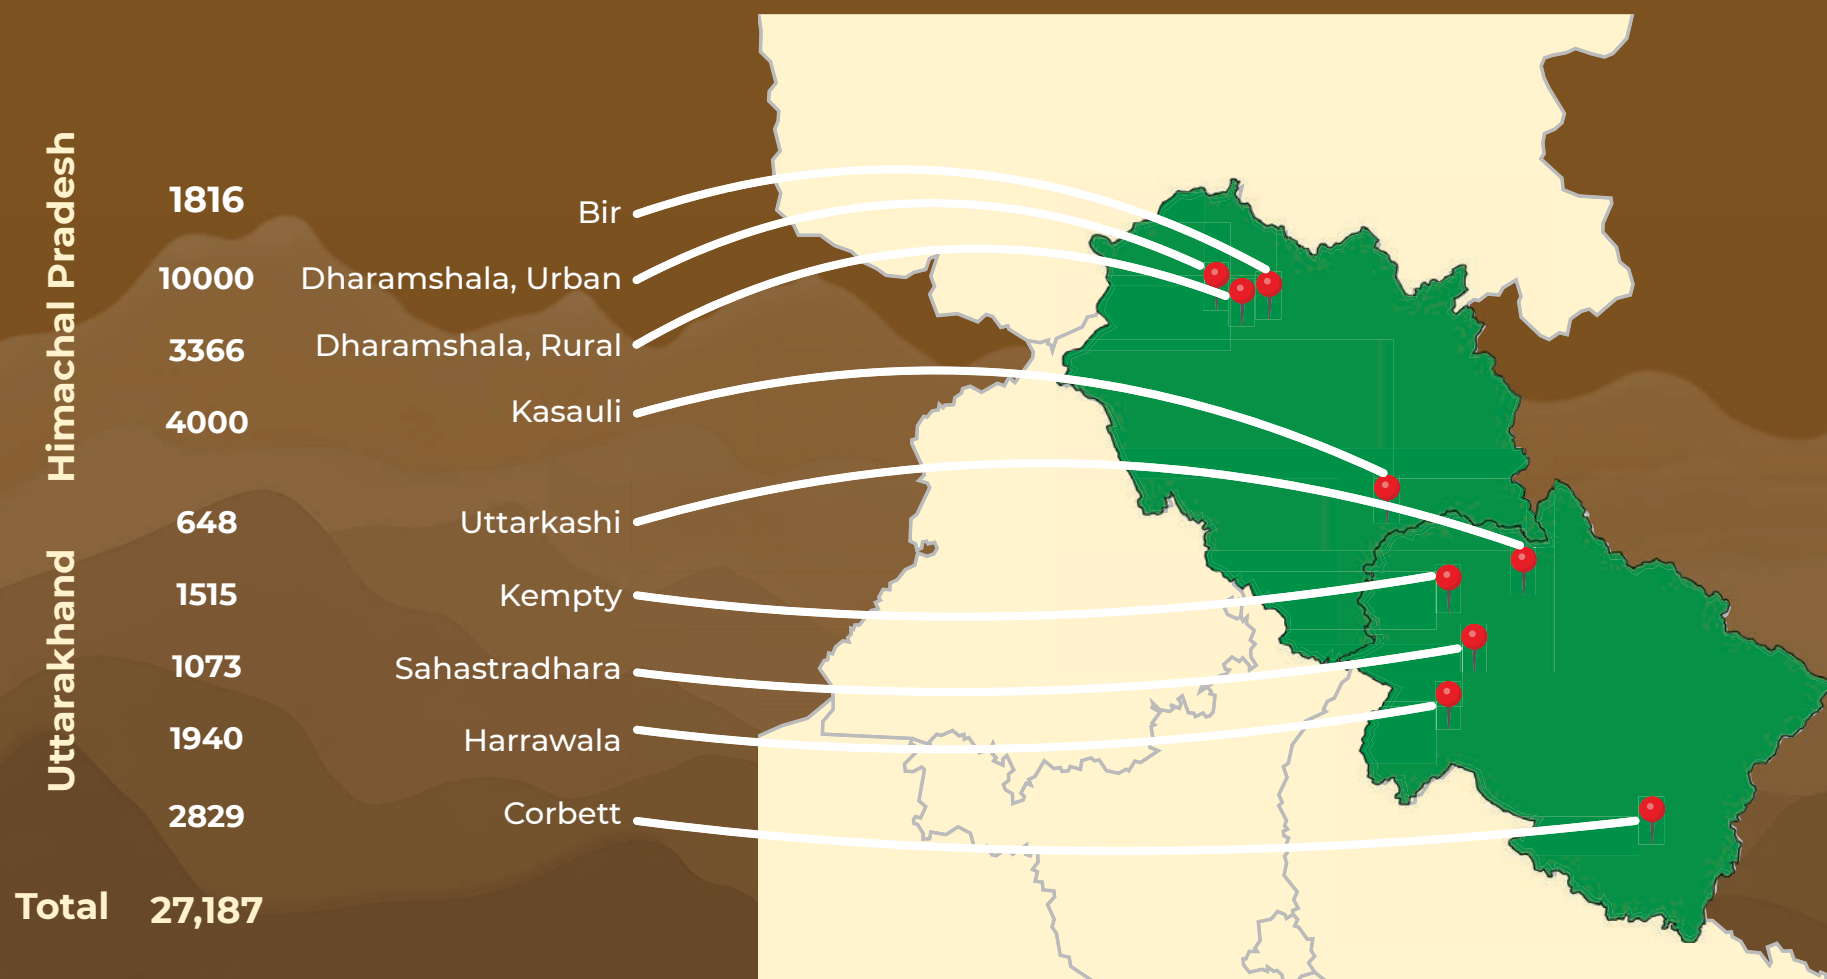 Himachal Pradesh
1816 Bir
10000 Dharamshala, Urban
3366 Dharamshala, Rural
4000 Kasauli
Uttarakhand
648 Uttarkashi
1515 Kempty
1073 Sahastradhara
1940 Harrawala
2829 Corbett
Total 27,187